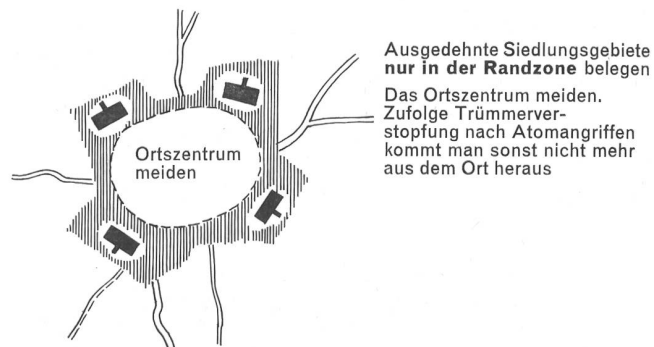 Ausgedehnte Siedlungsgebiete
nur in der Randzone belegen
Das Ortszentrum meiden.
Zufolge Trümmerver-
stopfung nach Atomangriffen
kommt man sonst nicht mehr
aus dem Ort heraus
Ortszentrum
meiden